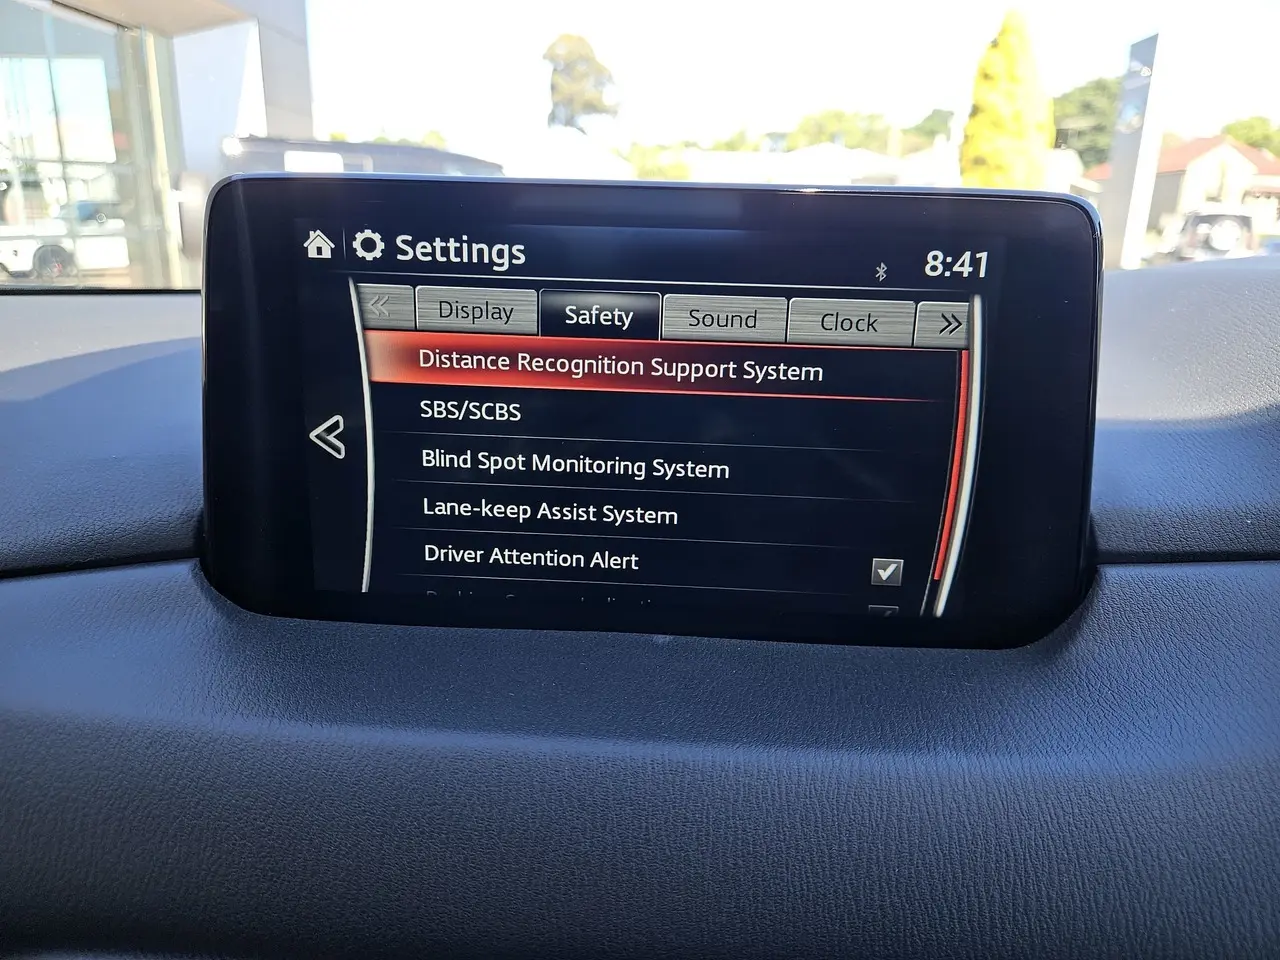 Settings
8:41
Display Safety Sound Clock
Distance Recognition Support System
SBS/SCBS
Blind Spot Monitoring System
Lane-keep Assist System
Driver Attention Alert